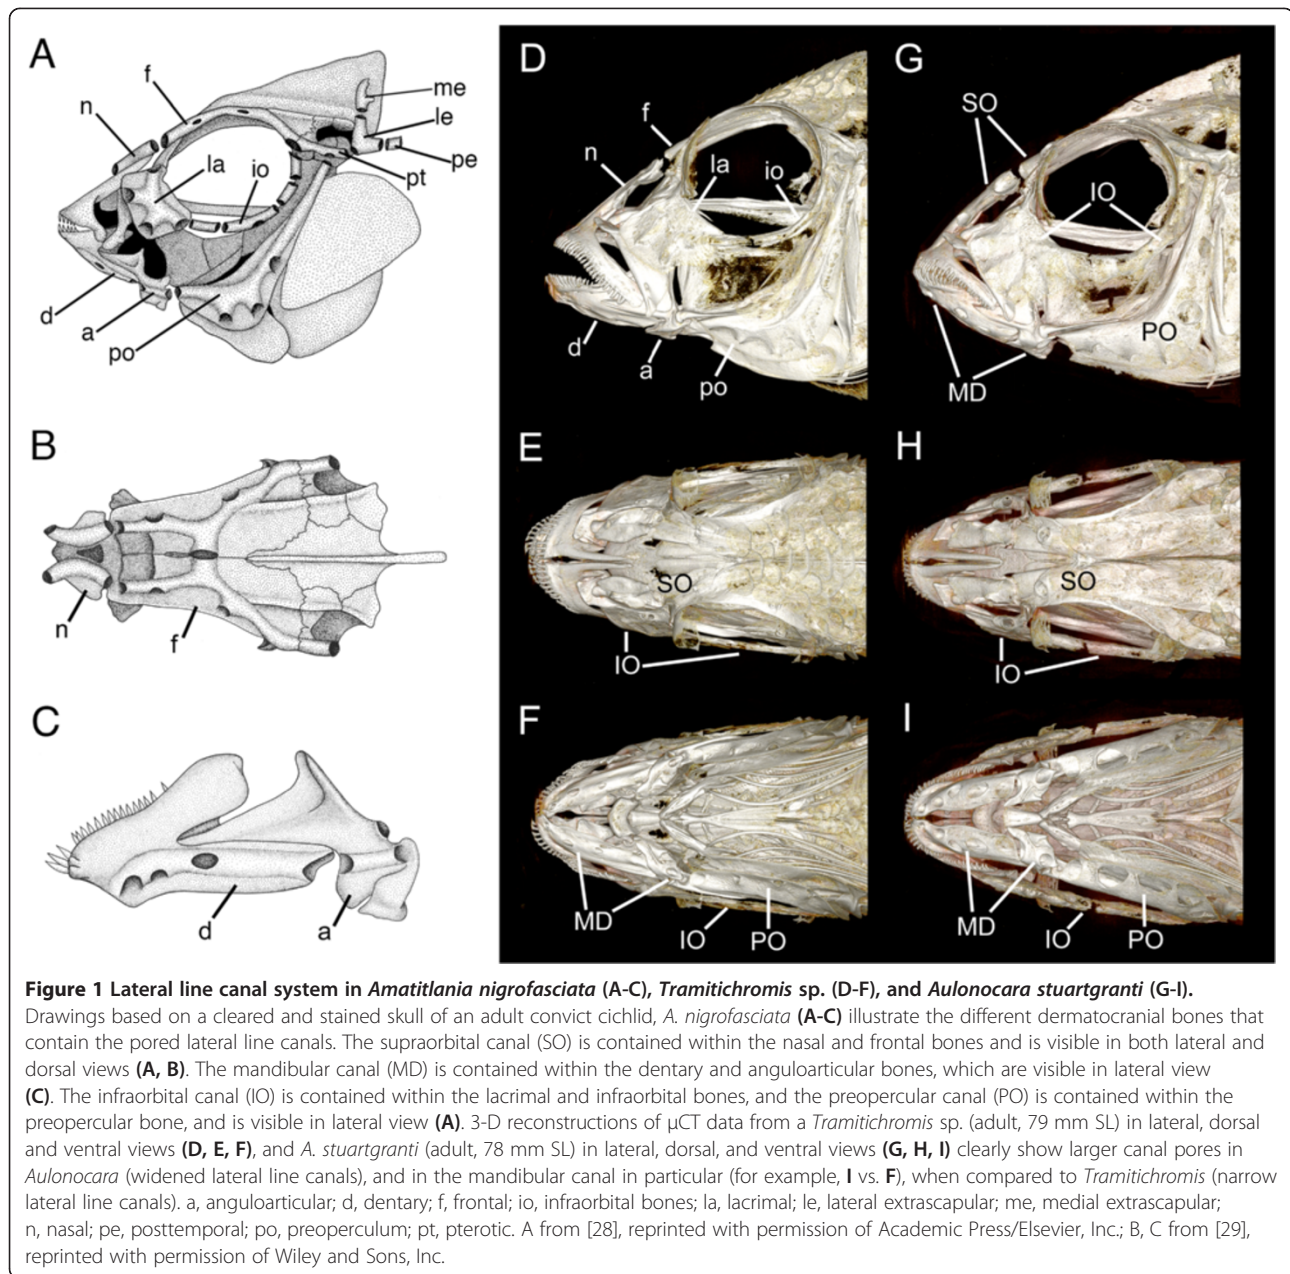 A
f
n
me
le
la
io
pe
pt
d
a
po
B
n
f
C
d
a
D
f
n
la
io
d
a
po
G
SO
IO
PO
MD
E
SO
IO
H
SO
IO
F
MD
IO
PO
I
MD
IO
PO
Figure 1 Lateral line canal system in Amatitlania nigrofasciata (A-C), Tramitichromis sp. (D-F), and Aulonocara stuartgranti (G-I).
Drawings based on a cleared and stained skull of an adult convict cichlid, A. nigrofasciata (A-C) illustrate the different dermatocranial bones that
contain the pored lateral line canals. The supraorbital canal (SO) is contained within the nasal and frontal bones and is visible in both lateral and
dorsal views (A, B). The mandibular canal (MD) is contained within the dentary and anguloarticular bones, which are visible in lateral view
(C). The infraorbital canal (IO) is contained within the lacrimal and infraorbital bones, and the preopercular canal (PO) is contained within the
preopercular bone, and is visible in lateral view (A). 3-D reconstructions of μCT data from a Tramitichromis sp. (adult, 79 mm SL) in lateral, dorsal
and ventral views (D, E, F), and A. stuartgranti (adult, 78 mm SL) in lateral, dorsal, and ventral views (G, H, I) clearly show larger canal pores in
Aulonocara (widened lateral line canals), and in the mandibular canal in particular (for example, I vs. F), when compared to Tramitichromis (narrow
lateral line canals). a, anguloarticular; d, dentary; f, frontal; io, infraorbital bones; la, lacrimal; le, lateral extrascapular; me, medial extrascapular;
n, nasal; pe, posttemporal; po, preoperculum; pt, pterotic. A from [28], reprinted with permission of Academic Press/Elsevier, Inc.; B, C from [29],
reprinted with permission of Wiley and Sons, Inc.